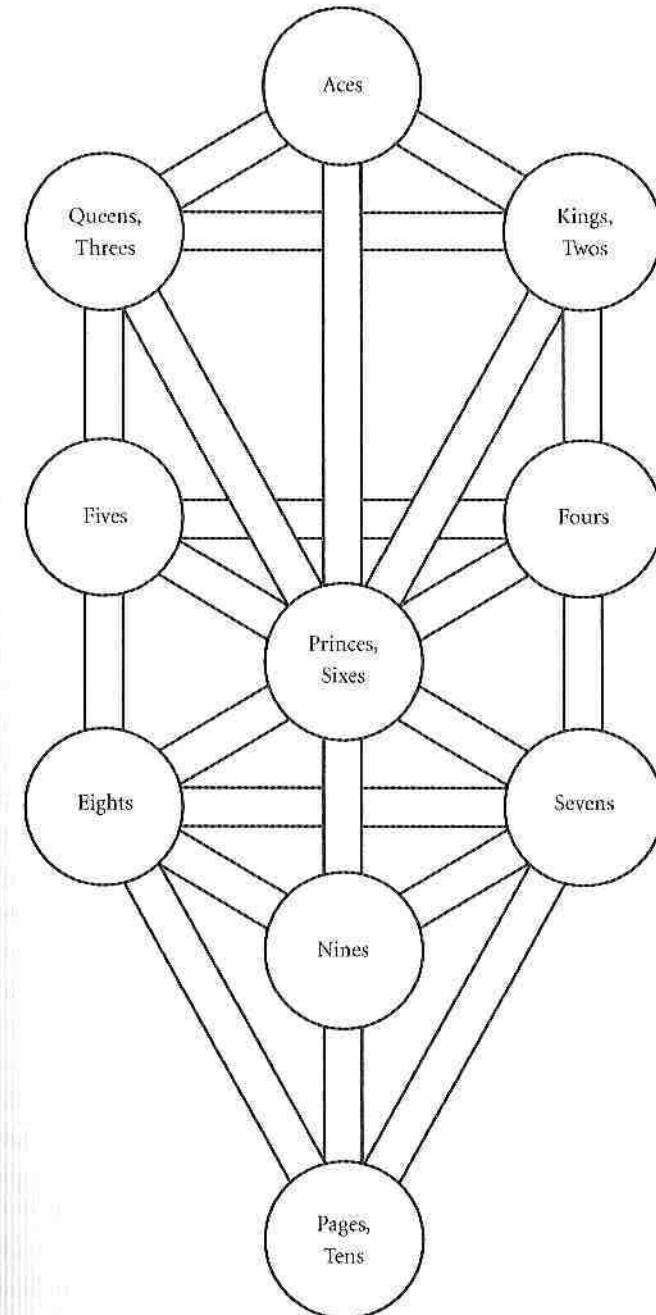 Aces
Queens,
Threes
Kings,
Twos
Fives
Fours
Princes,
Sixes
Eights
Sevens
Nines
Pages,
Tens